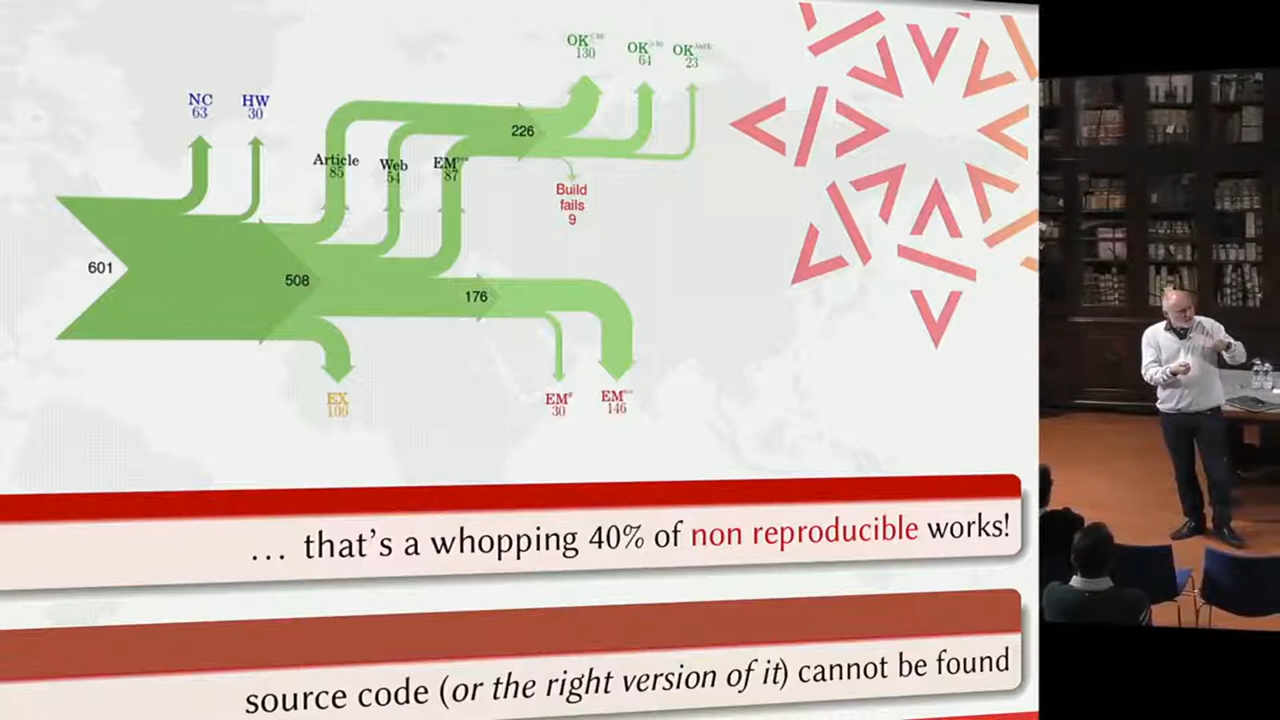 OK
130
OK
64
OK
23
NC
63
HW
30
Article
85
Web
54
EM
87
226
Build
fails
9
601
508
176
EX
106
EM
30
EM
146
... that's a whopping 40% of non reproducible works!
source code (or the right version of it) cannot be found